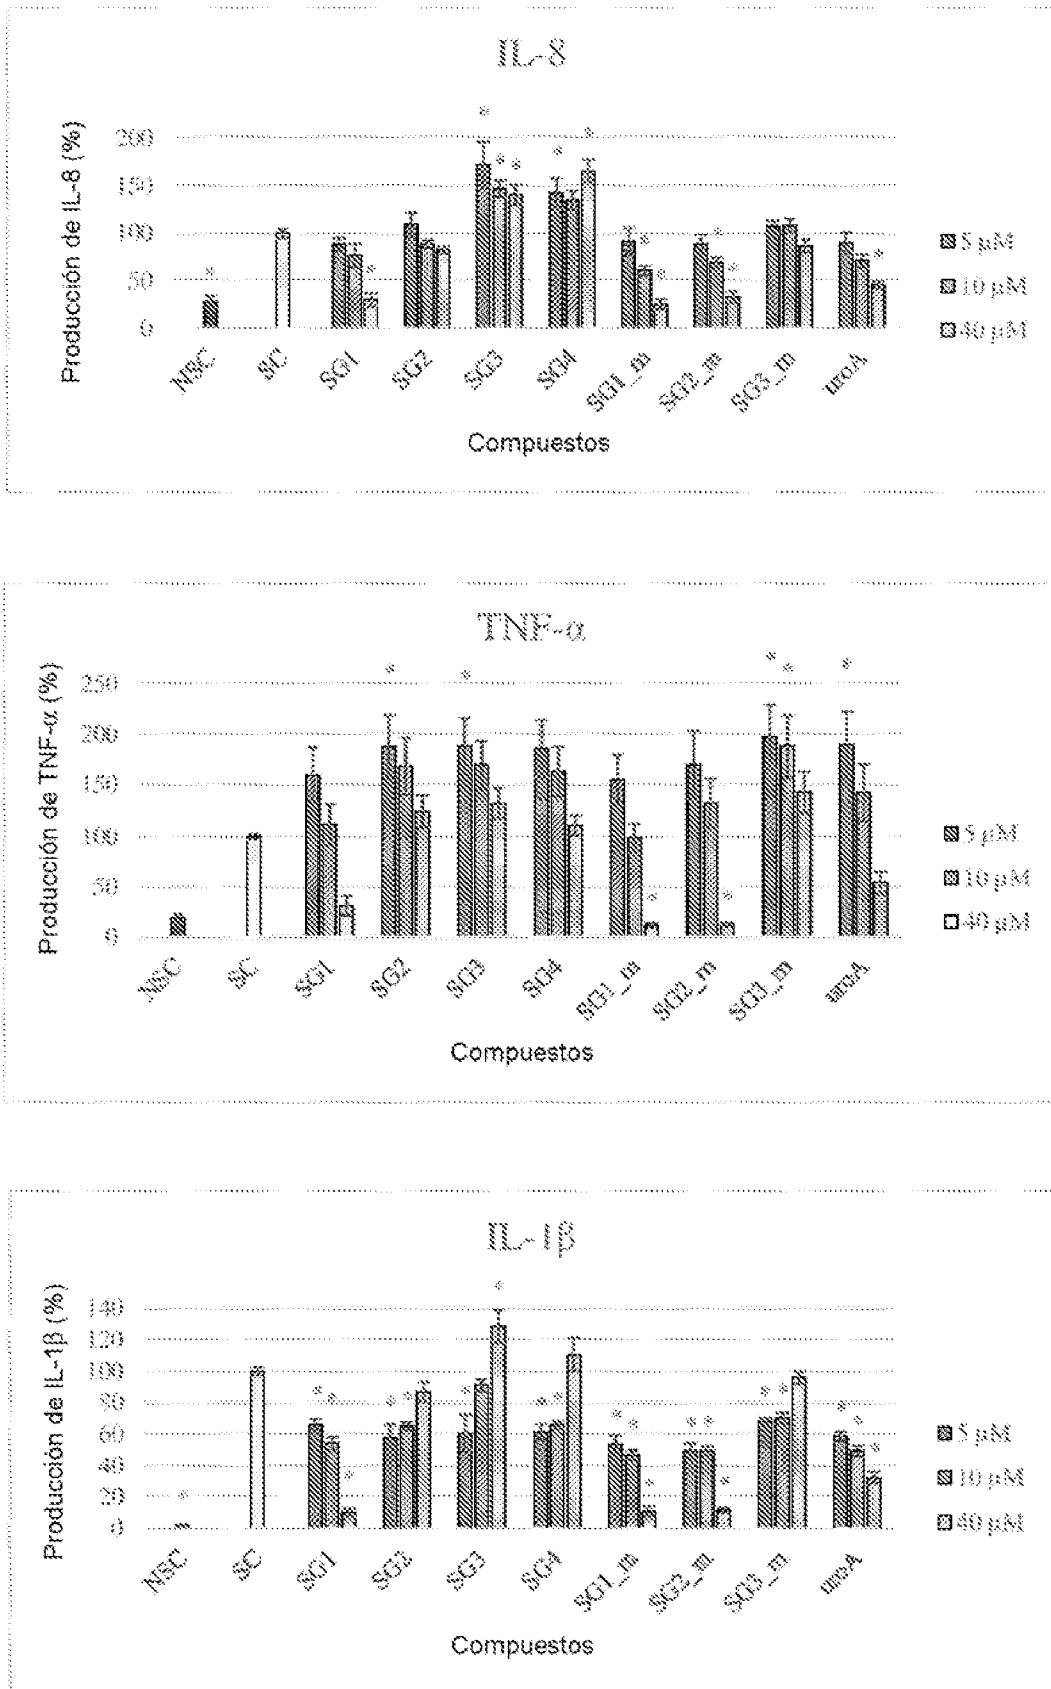 IL-8
Producción de IL-8 (%)
200
150
100
50
0
*
*
*
*
*
*
*
*
*
*
*
*
NSC
SC
SG1
SG2
SG3
SG4
SG1_m
SG2_m
SG3_m
uroA
Compuestos
5 µM
10 µM
40 µM
TNF-α
Producción de TNF-α (%)
250
200
150
100
50
0
*
*
*
*
*
*
*
NSC
SC
SG1
SG2
SG3
SG4
SG1_m
SG2_m
SG3_m
uroA
Compuestos
5 µM
10 µM
40 µM
IL-1β
Producción de IL-1β (%)
140
120
100
80
60
40
20
0
*
* * *
* *
* *
* *
* * *
* * *
* *
* * *
NSC
SC
SG1
SG2
SG3
SG4
SG1_m
SG2_m
SG3_m
uroA
Compuestos
5 µM
10 µM
40 µM